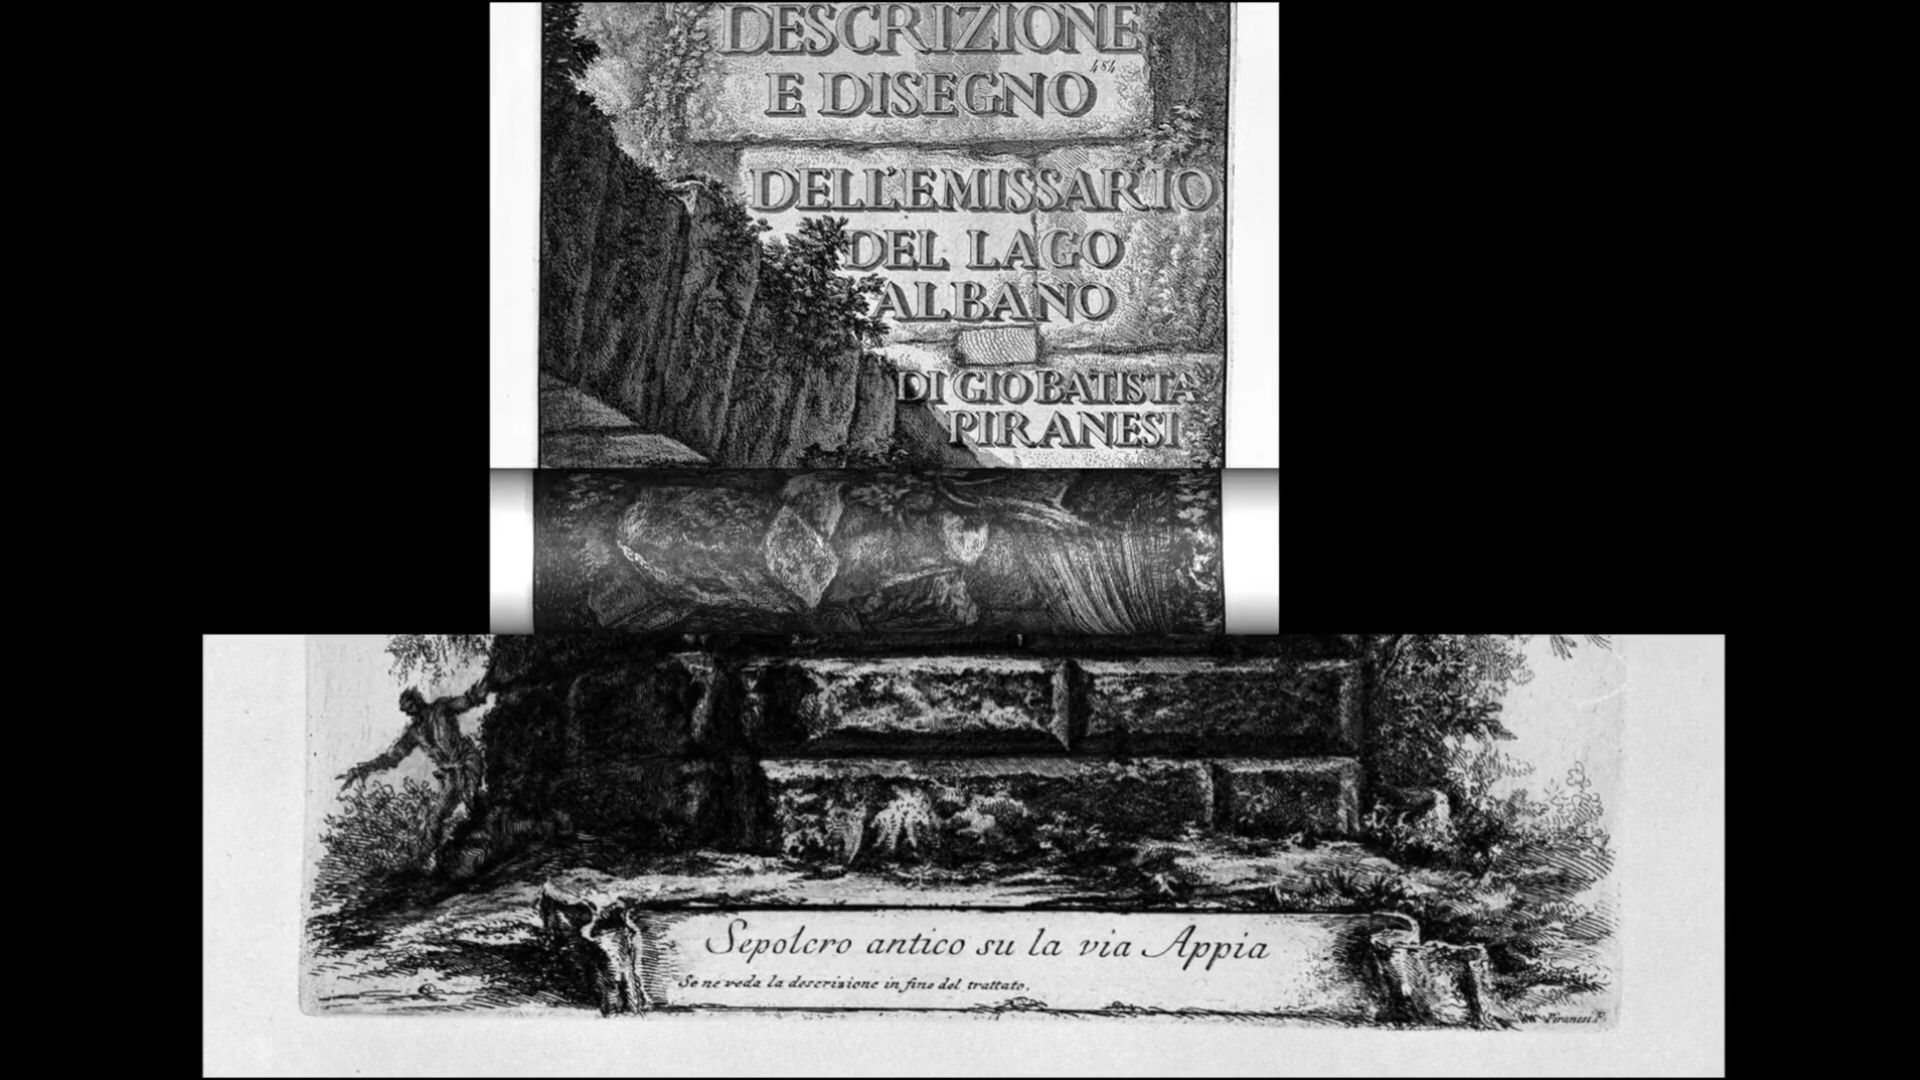 DESCRIZIONE
E DISEGNO
484
DELL'EMISSARIO
DEL LAGO
ALBANO
DI GIO BATISTA
PIRANESI
Sepolcro antico su la via Appia
Se ne veda la descrizione in fine del trattato.
Piranesi F.